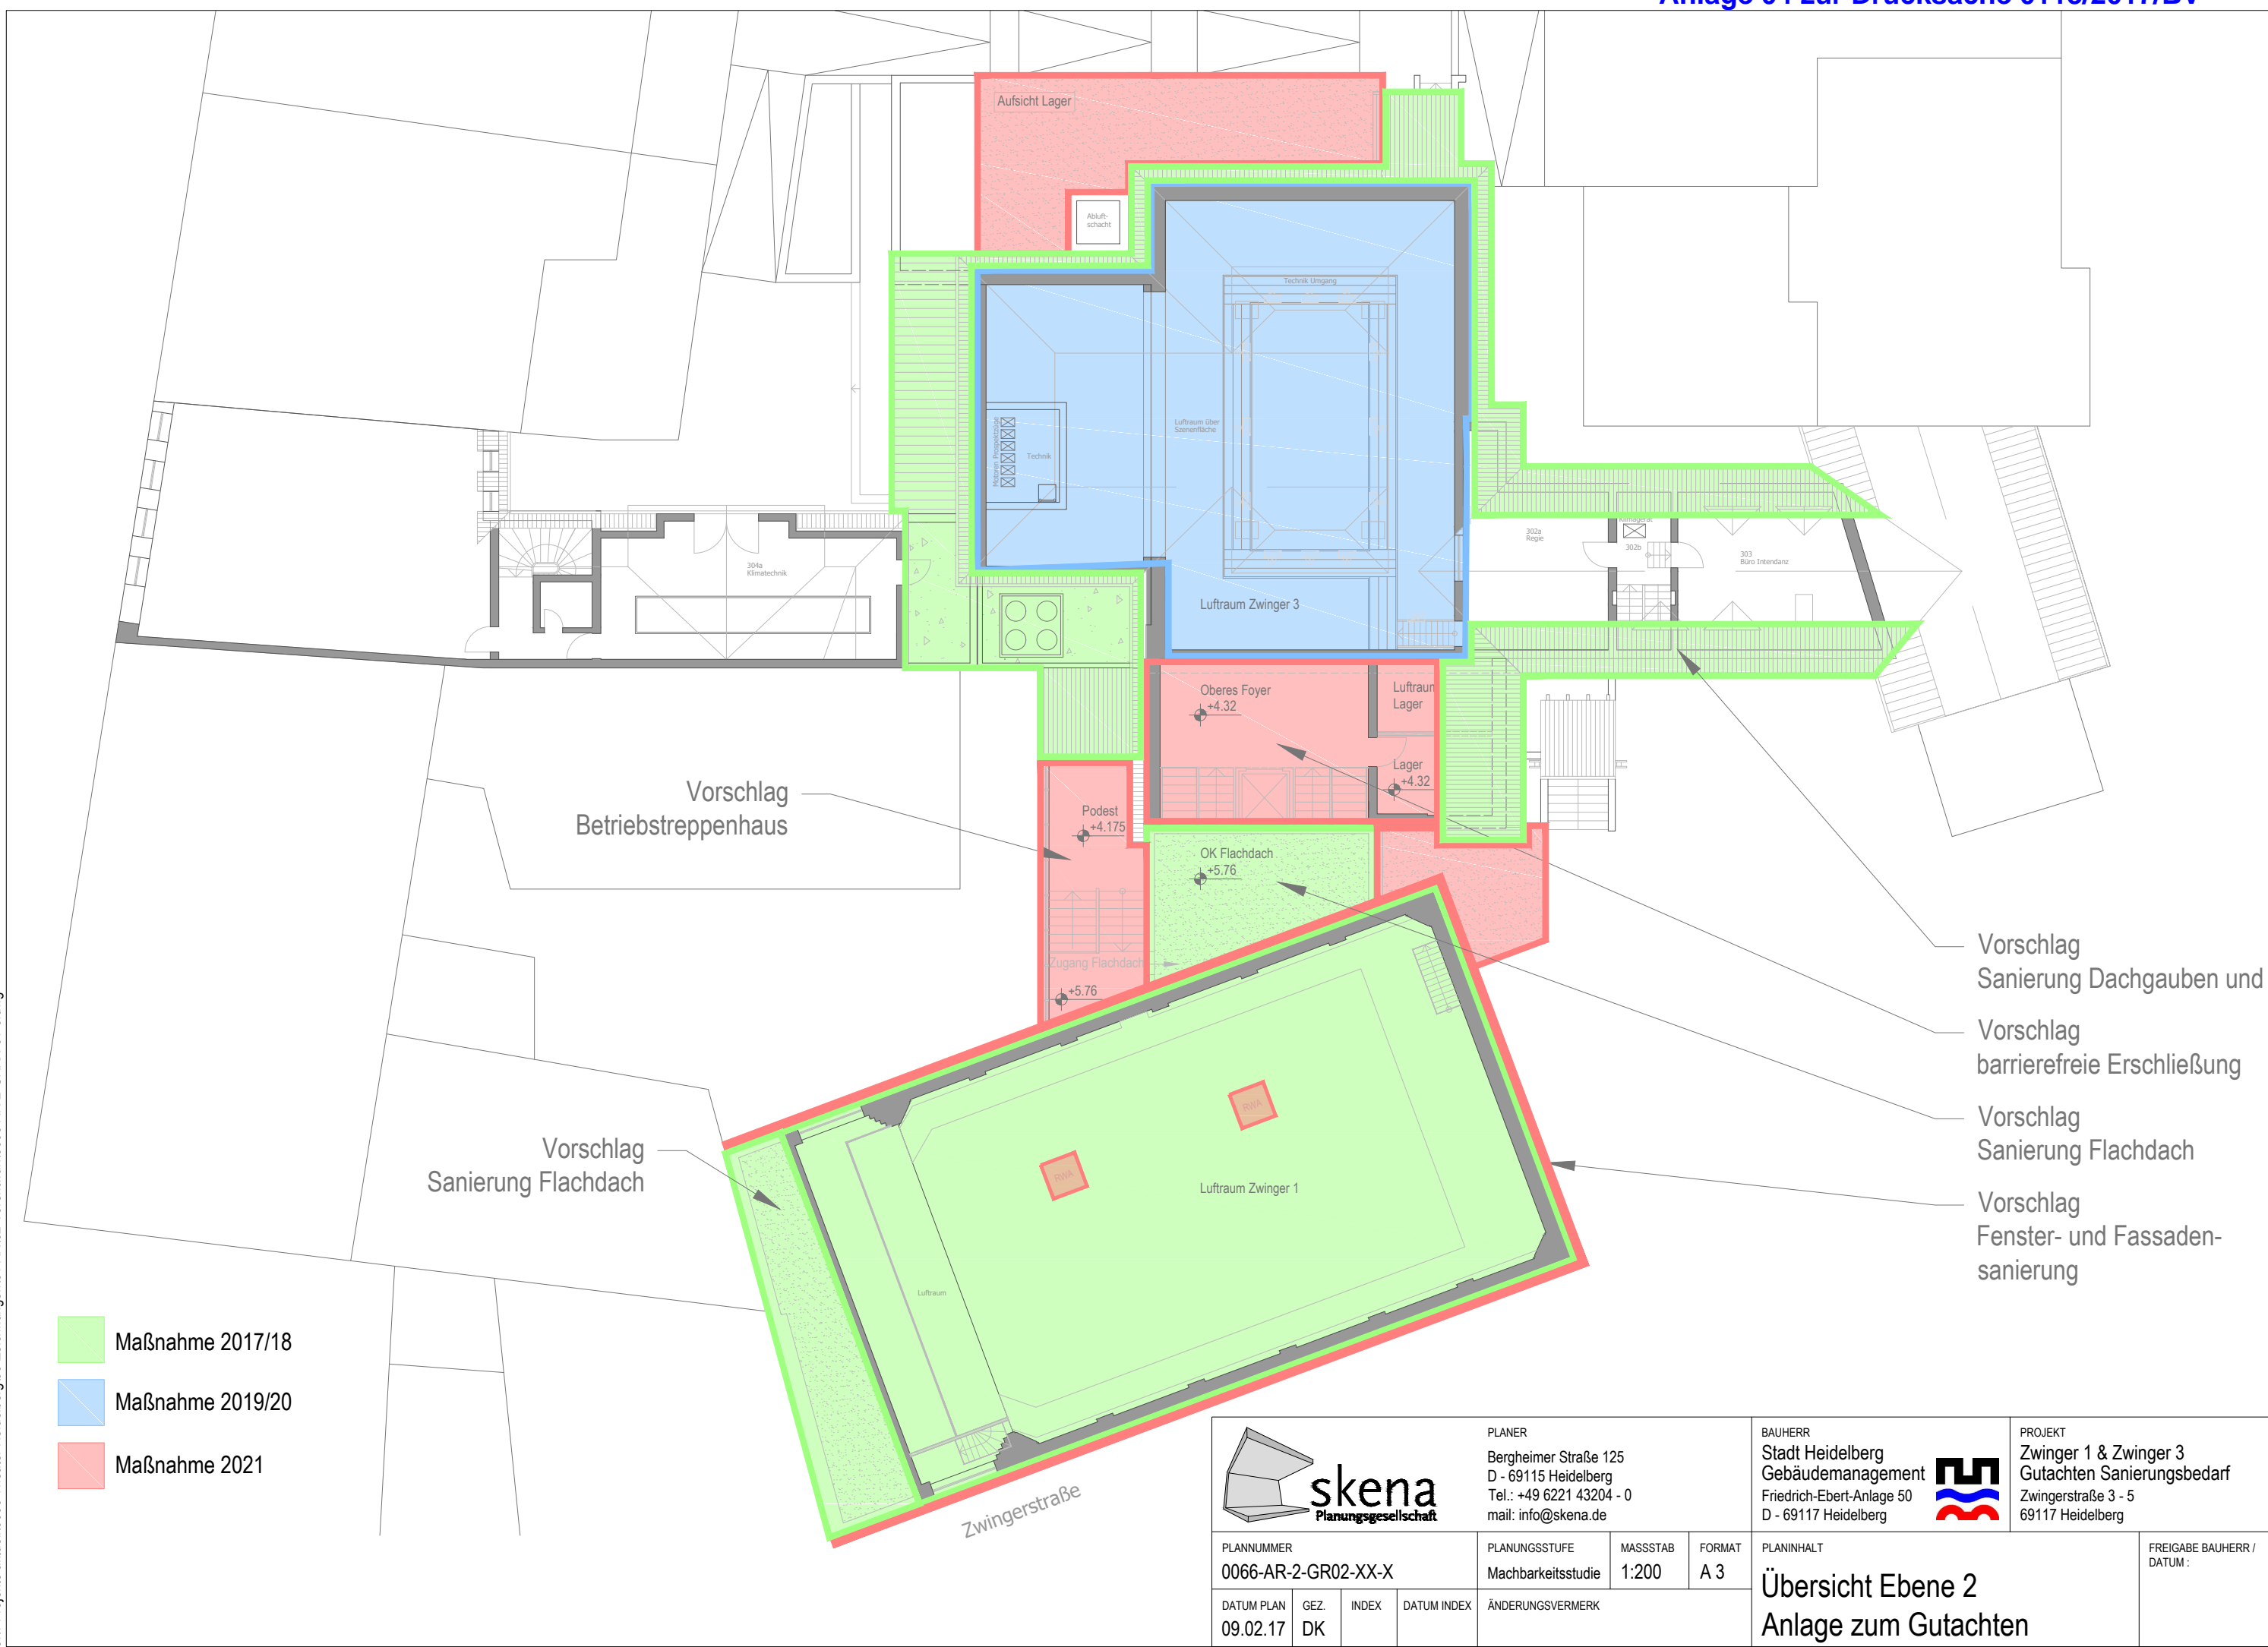 Aufsicht Lager
Abluft-
schacht
Technik Umgang
Motoren Prospektzüge
Technik
Luftraum über
Szenenfläche
Luftraum Zwinger 3
304a
Klimatechnik
302a
Regie
Klimagerät
302b
303
Büro Intendanz
Oberes Foyer
+4.32
Luftraum
Lager
Lager
+4.32
Vorschlag
Betriebstreppenhaus
Podest
+4.175
OK Flachdach
+5.76
Zugang Flachdach
+5.76
Vorschlag
Sanierung Dachgauben und
Vorschlag
barrierefreie Erschließung
Vorschlag
Sanierung Flachdach
Vorschlag
Fenster- und Fassaden-
sanierung
Vorschlag
Sanierung Flachdach
RWA
RWA
Luftraum Zwinger 1
Luftraum
Zwingerstraße
Maßnahme 2017/18
Maßnahme 2019/20
Maßnahme 2021
skena
Planungsgesellschaft
PLANER
Bergheimer Straße 125
D - 69115 Heidelberg
Tel.: +49 6221 43204 - 0
mail: info@skena.de
BAUHERR
Stadt Heidelberg
Gebäudemanagement
Friedrich-Ebert-Anlage 50
D - 69117 Heidelberg
PROJEKT
Zwinger 1 & Zwinger 3
Gutachten Sanierungsbedarf
Zwingerstraße 3 - 5
69117 Heidelberg
PLANNUMMER
0066-AR-2-GR02-XX-X
PLANUNGSSTUFE
Machbarkeitsstudie
MASSSTAB
1:200
FORMAT
A 3
PLANINHALT
Übersicht Ebene 2
Anlage zum Gutachten
FREIGABE BAUHERR /
DATUM :
DATUM PLAN
09.02.17
GEZ.
DK
INDEX
DATUM INDEX
ÄNDERUNGSVERMERK